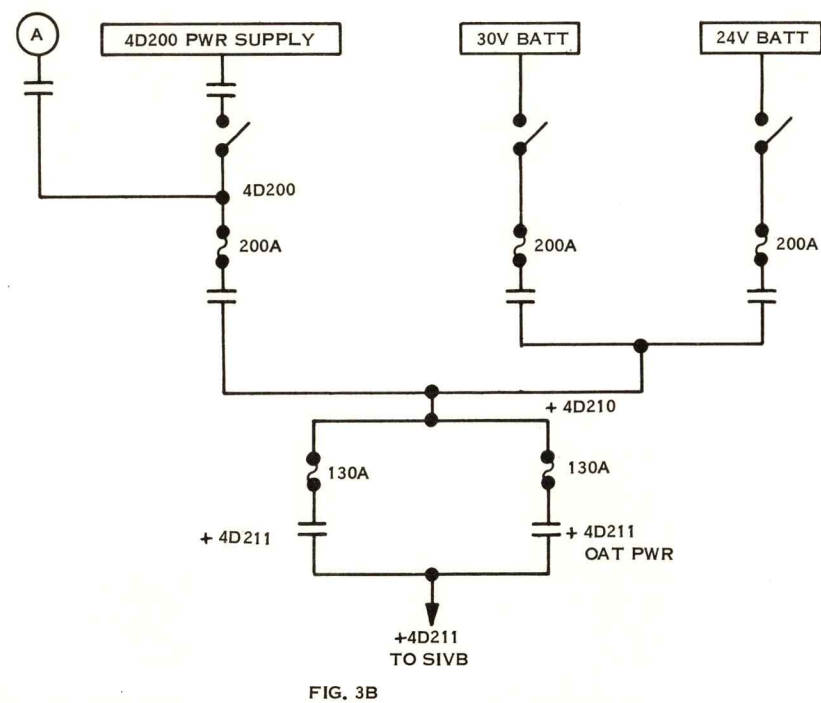 A
4D200 PWR SUPPLY
30V BATT
24V BATT
4D200
200A
200A
200A
+ 4D210
130A
130A
+ 4D211
+ 4D211
OAT PWR
+4D211
TO SIVB
FIG. 3B